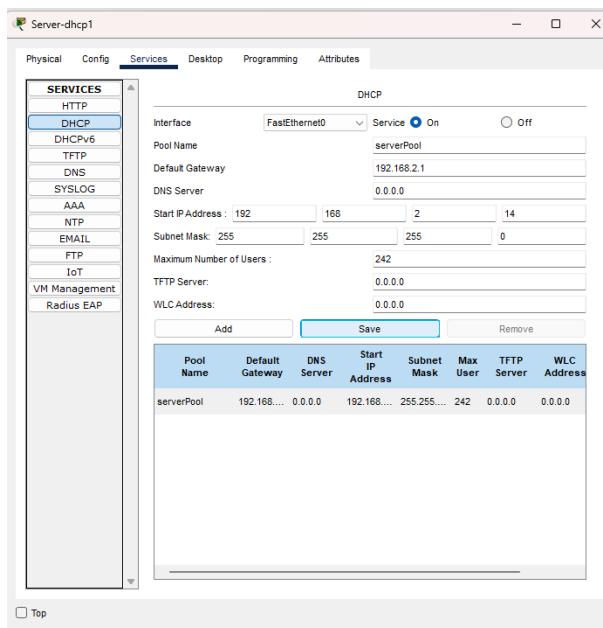 Server-dhcp1
Physical Config Services Desktop Programming Attributes
SERVICES
HTTP
DHCP
DHCPv6
TFTP
DNS
SYSLOG
AAA
NTP
EMAIL
FTP
IoT
VM Management
Radius EAP
DHCP
Interface FastEthernet0 Service On Off
Pool Name serverPool
Default Gateway 192.168.2.1
DNS Server 0.0.0.0
Start IP Address : 192 168 2 14
Subnet Mask: 255 255 255 0
Maximum Number of Users : 242
TFTP Server: 0.0.0.0
WLC Address: 0.0.0.0
Add Save Remove
Pool Name Default Gateway DNS Server Start IP Address Subnet Mask Max User TFTP Server WLC Address
serverPool 192.168.... 0.0.0.0 192.168.... 255.255.... 242 0.0.0.0 0.0.0.0
Top